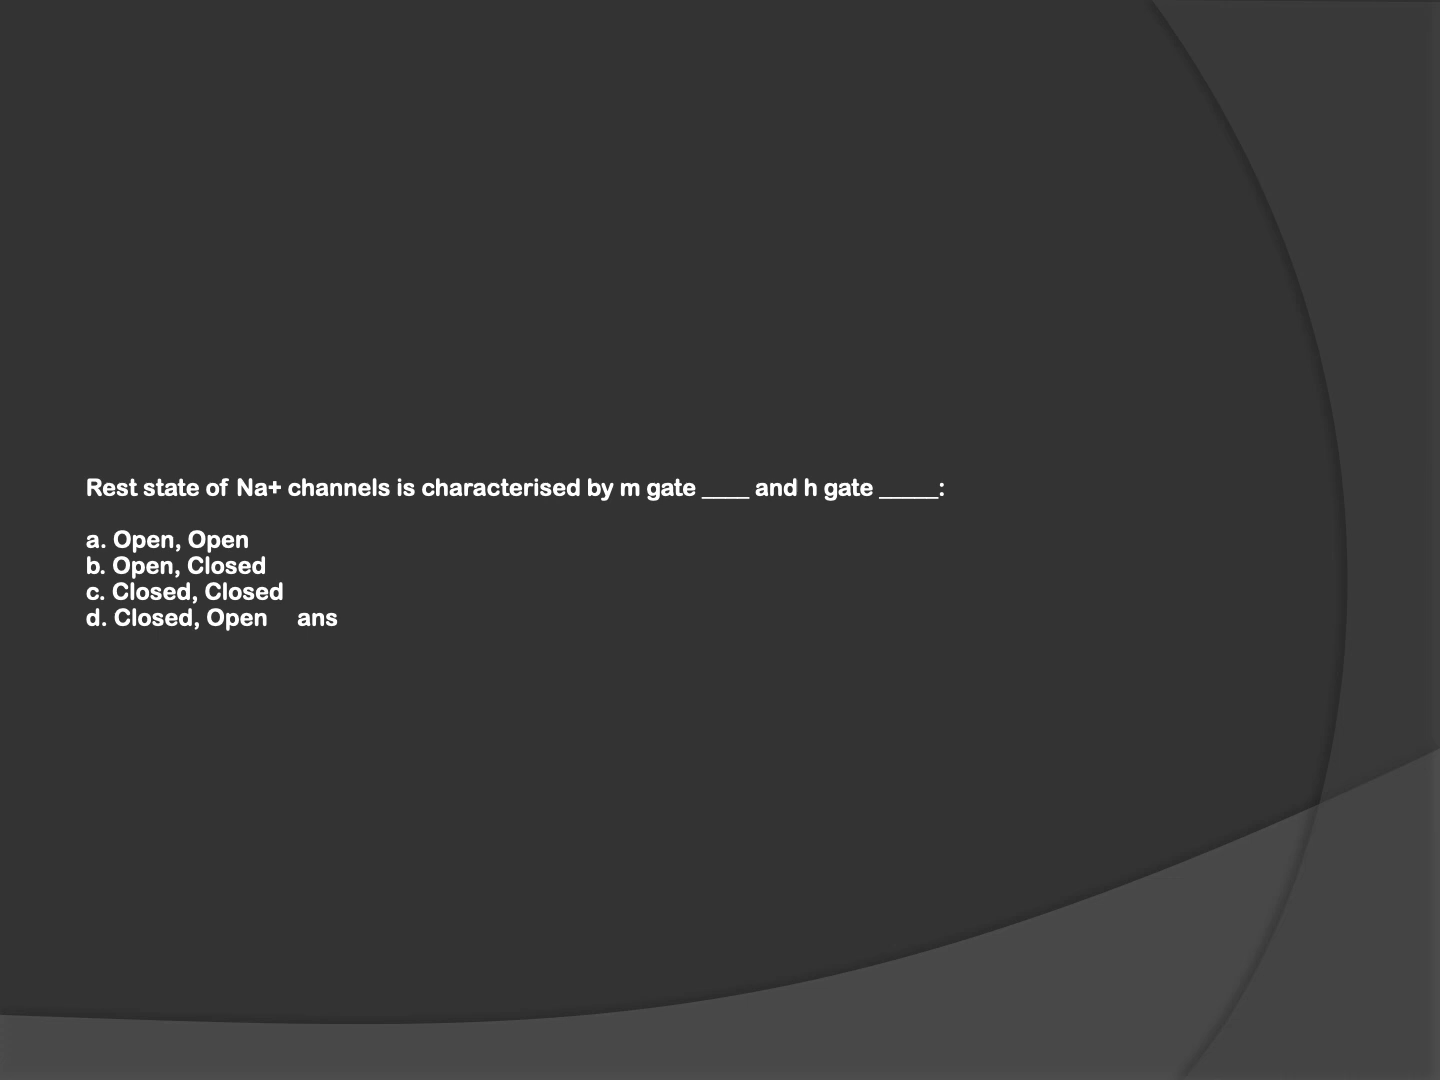 Rest state of Na+ channels is characterised by m gate ____ and h gate _____:
a. Open, Open
b. Open, Closed
c. Closed, Closed
d. Closed, Open ans